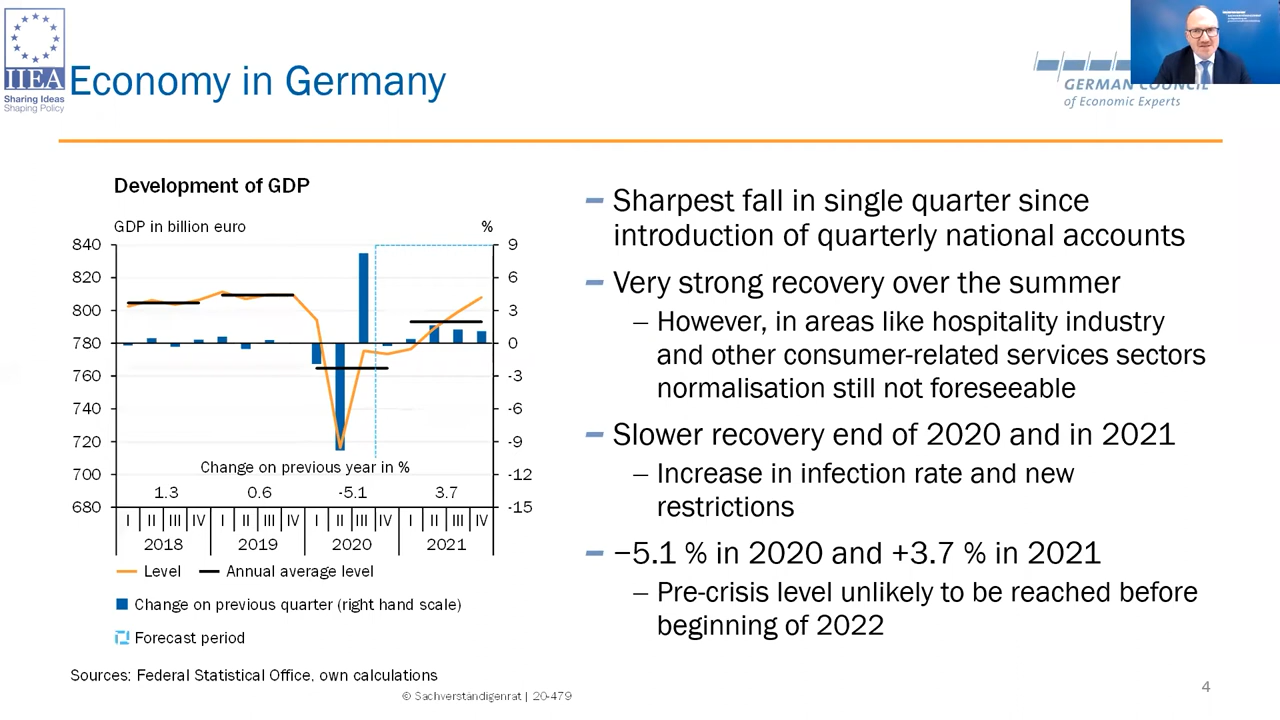 IIEA
Sharing Ideas
Shaping Policy
Economy in Germany
GERMAN COUNCIL
of Economic Experts
Development of GDP
GDP in billion euro
%
840
820
800
780
760
740
720
700
680
9
6
3
0
-3
-6
-9
-12
-15
Change on previous year in %
1.3 0.6 -5.1 3.7
I II III IV I II III IV I II III IV I II III IV
2018 2019 2020 2021
Level Annual average level
Change on previous quarter (right hand scale)
Forecast period
Sources: Federal Statistical Office, own calculations
© Sachverständigenrat | 20-479
– Sharpest fall in single quarter since
introduction of quarterly national accounts
– Very strong recovery over the summer
– However, in areas like hospitality industry
and other consumer-related services sectors
normalisation still not foreseeable
– Slower recovery end of 2020 and in 2021
– Increase in infection rate and new
restrictions
– −5.1 % in 2020 and +3.7 % in 2021
– Pre-crisis level unlikely to be reached before
beginning of 2022
4